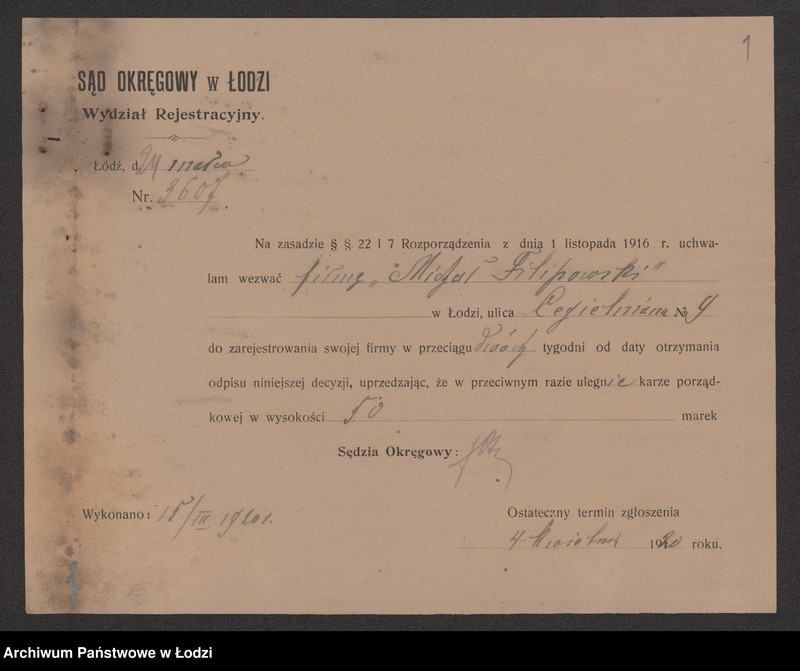 1
SĄD OKRĘGOWY W ŁODZI
Wydział Rejestracyjny.
Łódź, d. marca
Nr. 3607
Na zasadzie § §. 22 i 7 Rozporządzenia z dnia 1 listopada 1916 r. uchwa-
lam wezwać firmę „Michał Filipowski"
w Łodzi, ulica Cegielniana № 9
do zarejestrowania swojej firmy w przeciągu dwóch tygodni od daty otrzymania
odpisu niniejszej decyzji, uprzedzając, że w przeciwnym razie ulegnie karze porząd-
kowej w wysokości 50 marek
Sędzia Okręgowy:
Wykonano: 15/III 1920 r.
Ostateczny termin zgłoszenia
4 kwietnia 1920 roku.
Archiwum Państwowe w Łodzi